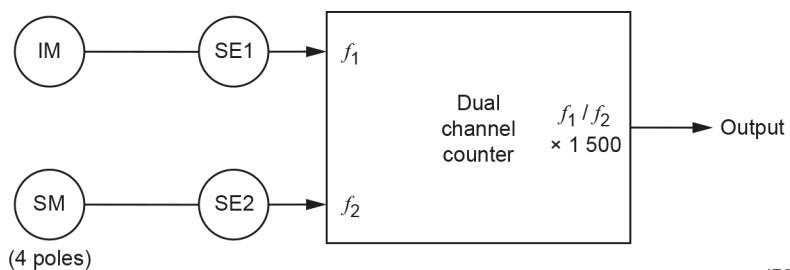 IM
SE1
f1
Dual
channel
counter
f1 / f2
× 1 500
Output
SM
SE2
f2
(4 poles)